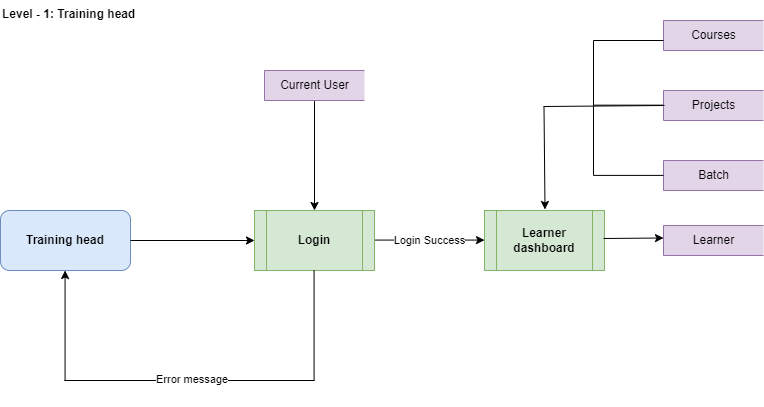 Level - 1: Training head
Courses
Current User
Projects
Batch
Training head
Login
Login Success
Learner
dashboard
Learner
Error message